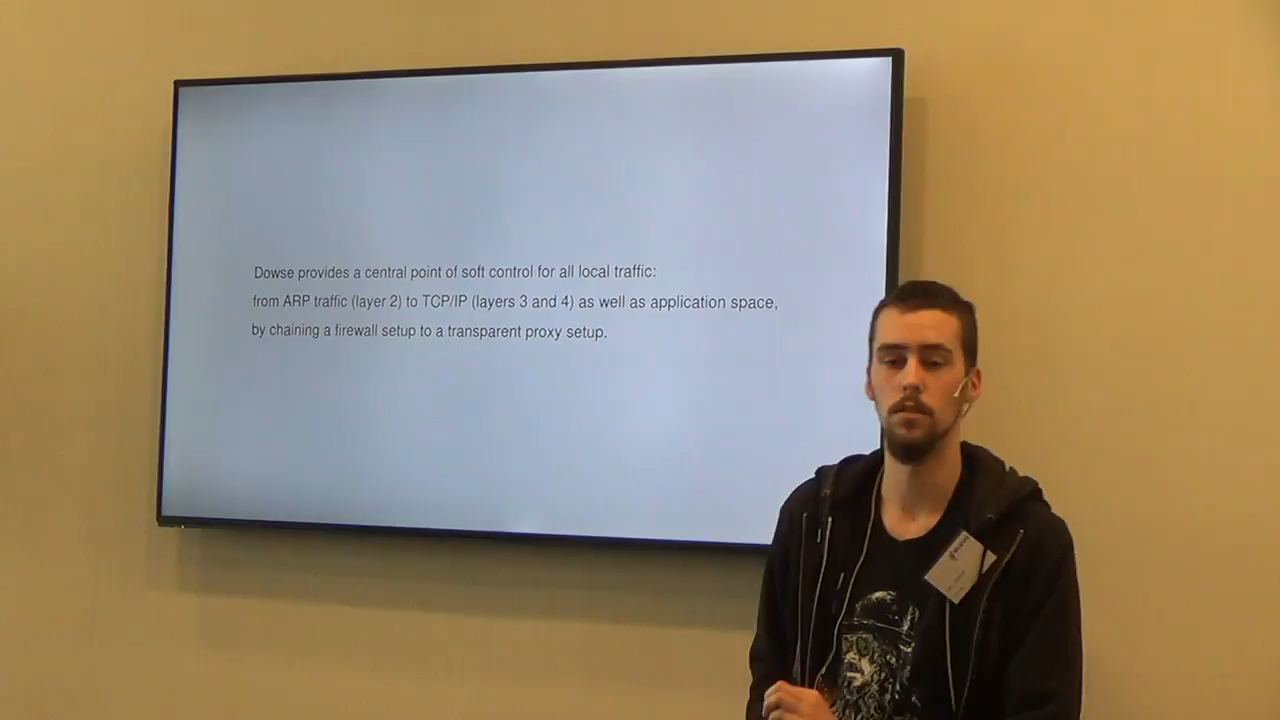 Dowse provides a central point of soft control for all local traffic:
from ARP traffic (layer 2) to TCP/IP (layers 3 and 4) as well as application space,
by chaining a firewall setup to a transparent proxy setup.